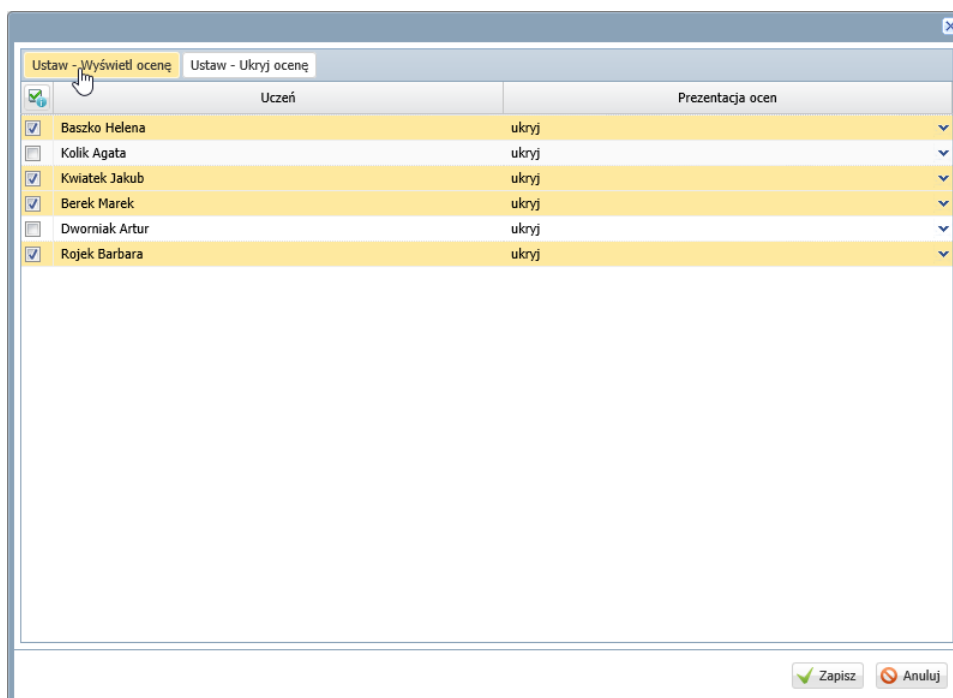 Ustaw - Wyświetl ocenę Ustaw - Ukryj ocenę
Uczeń Prezentacja ocen
Baszko Helena ukryj
Kolik Agata ukryj
Kwiatek Jakub ukryj
Berek Marek ukryj
Dworniak Artur ukryj
Rojek Barbara ukryj
Zapisz Anuluj